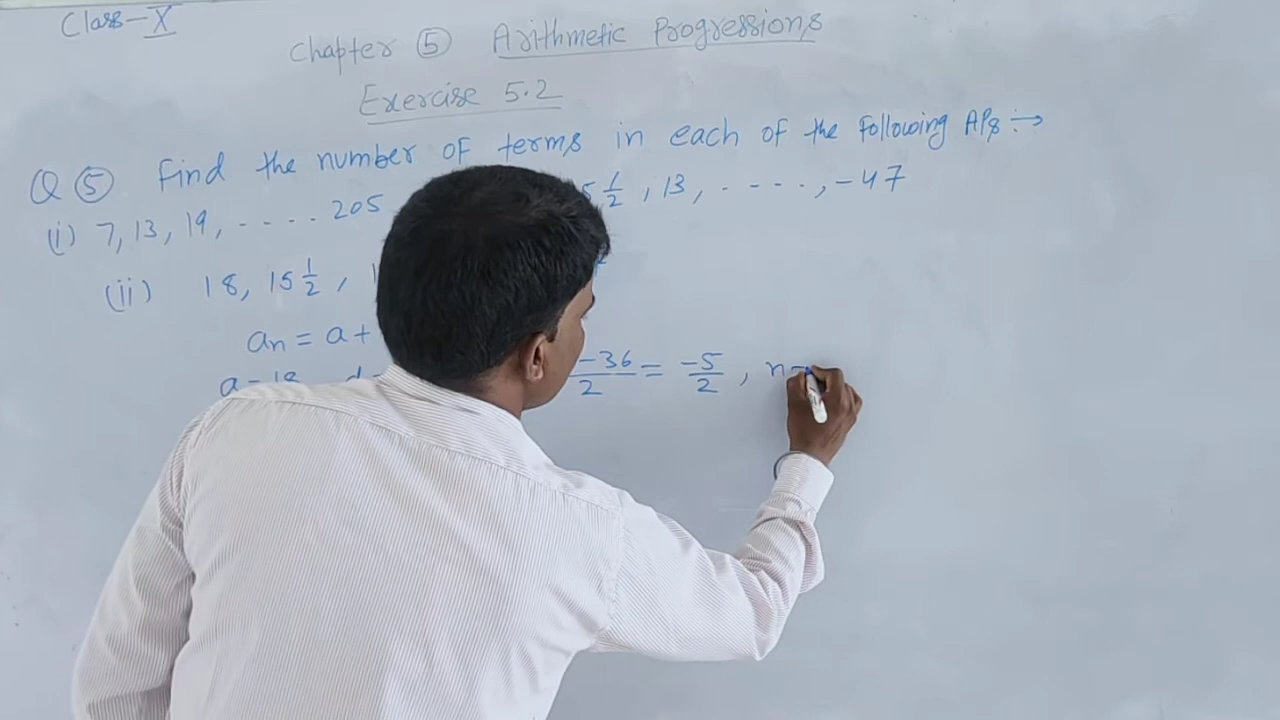 Class-X
Chapter ⑤ Arithmetic Progressions
Exercise 5.2
Q ⑤ Find the number of terms in each of the following APs :→
(i) 7, 13, 19, - - - - 205 5 1/2 , 13, - - - - , -47
(ii) 18, 15 1/2 , 1
an = a +
a = 18 d = -36/2 = -5/2 , n =